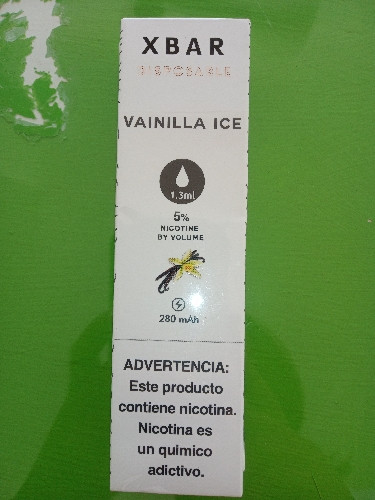 XBAR
DISPOSABLE
VAINILLA ICE
1.3ml
5%
NICOTINE
BY VOLUME
280 mAh
ADVERTENCIA:
Este producto
contiene nicotina.
Nicotina es
un quimico
adictivo.